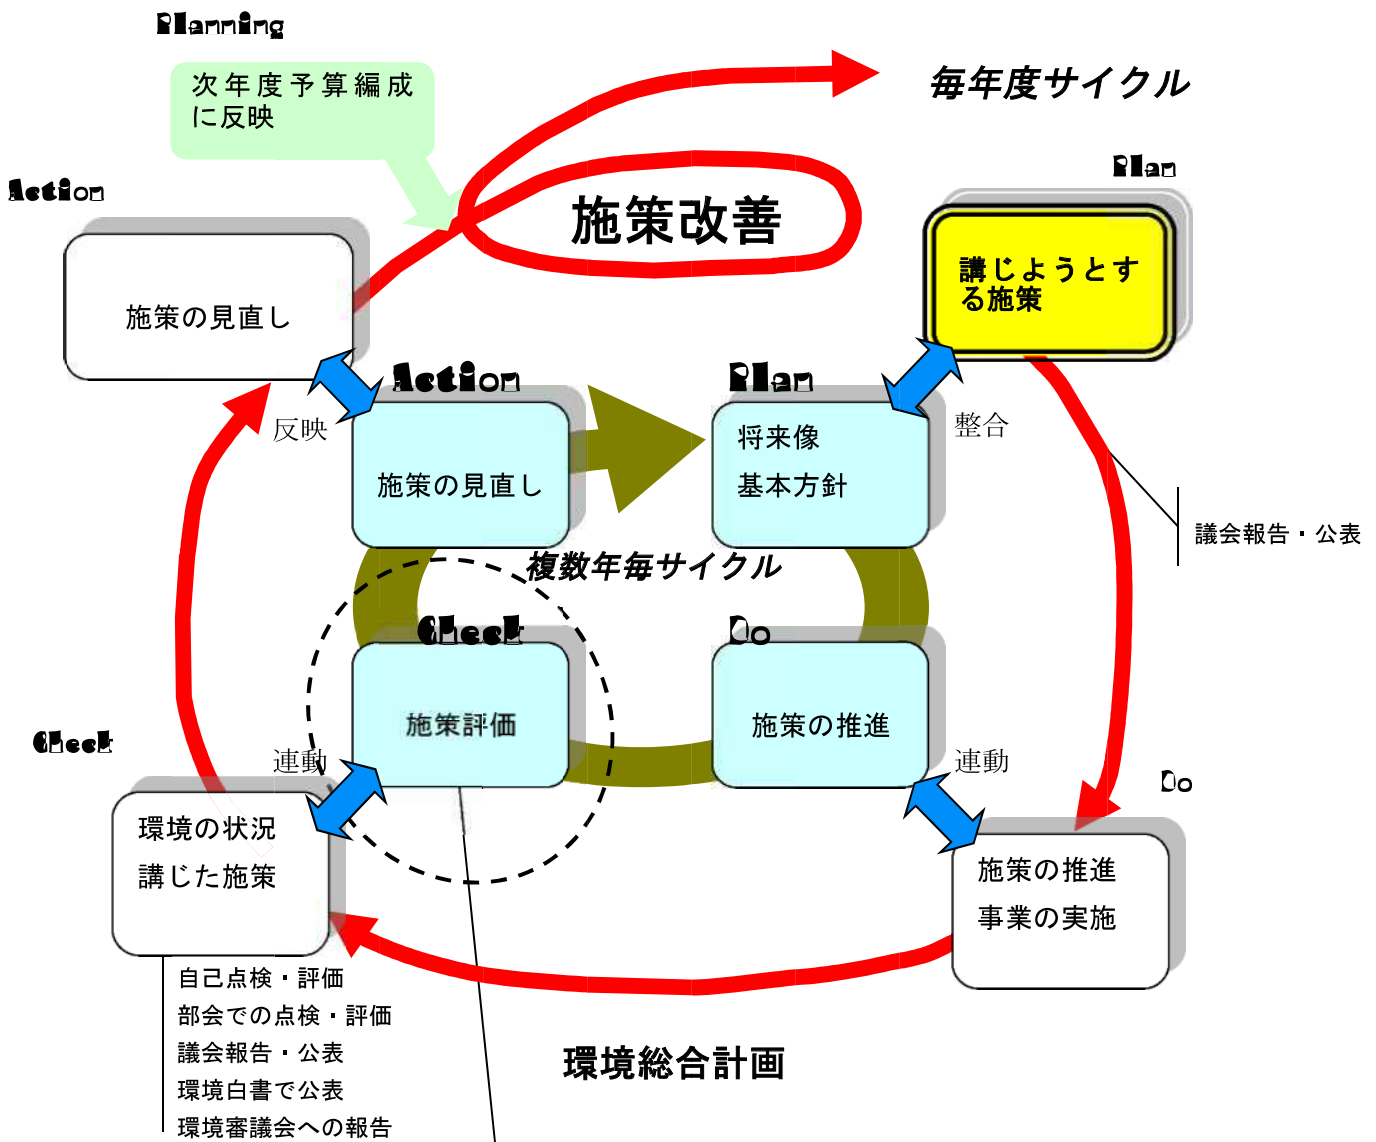 Planning
次年度予算編成
に反映
毎年度サイクル
Action
Plan
施策改善
講じようとす
る施策
施策の見直し
Action
Plan
反映
整合
将来像
施策の見直し
基本方針
議会報告・公表
複数年毎サイクル
Check
Do
施策評価
施策の推進
Check
連動
連動
Do
環境の状況
講じた施策
施策の推進
事業の実施
自己点検・評価
部会での点検・評価
議会報告・公表
環境白書で公表
環境審議会への報告
環境総合計画